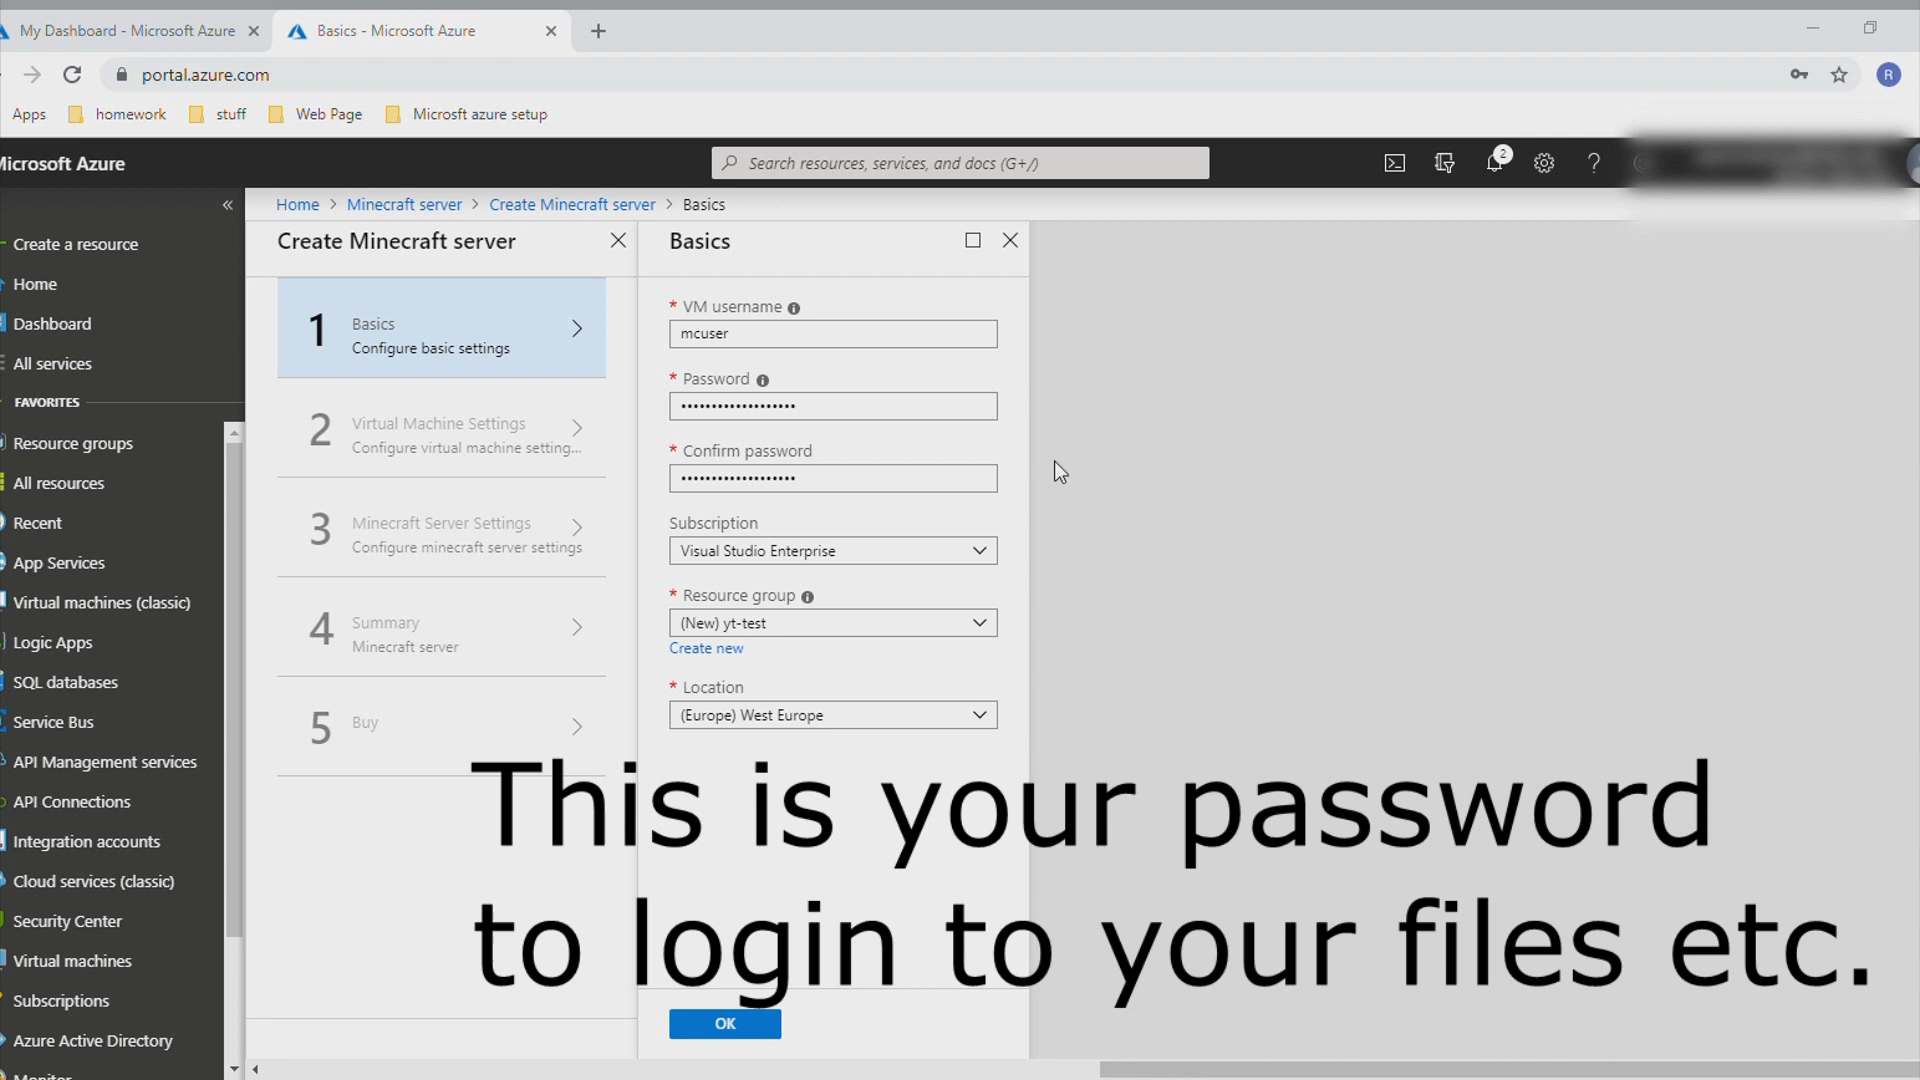 My Dashboard - Microsoft Azure
Basics - Microsoft Azure
portal.azure.com
R
Apps
homework
stuff
Web Page
Microsft azure setup
Microsoft Azure
Search resources, services, and docs (G+/)
2
Home > Minecraft server > Create Minecraft server > Basics
Create a resource
Home
Dashboard
All services
FAVORITES
Resource groups
All resources
Recent
App Services
Virtual machines (classic)
Logic Apps
SQL databases
Service Bus
API Management services
API Connections
Integration accounts
Cloud services (classic)
Security Center
Virtual machines
Subscriptions
Azure Active Directory
Monitor
Create Minecraft server
1 Basics
Configure basic settings
2 Virtual Machine Settings
Configure virtual machine setting...
3 Minecraft Server Settings
Configure minecraft server settings
4 Summary
Minecraft server
5 Buy
Basics
* VM username
mcuser
* Password
•••••••••••••••••••
* Confirm password
•••••••••••••••••••
Subscription
Visual Studio Enterprise
* Resource group
(New) yt-test
Create new
* Location
(Europe) West Europe
OK
This is your password
to login to your files etc.